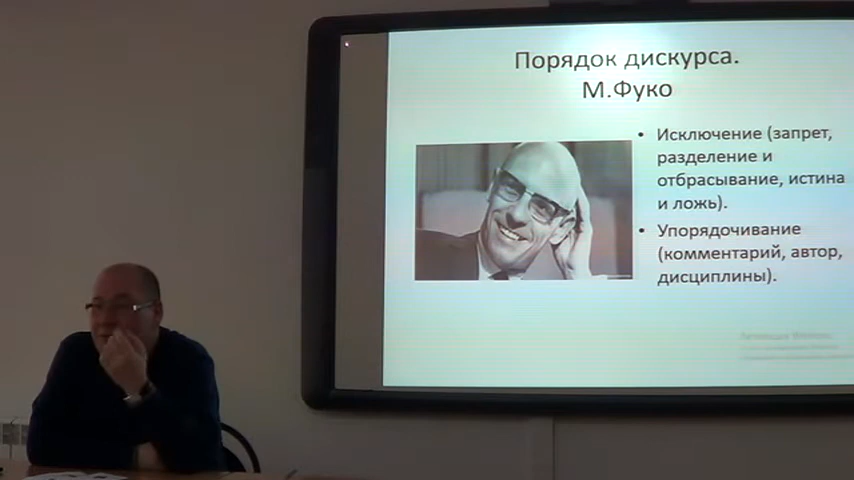 Порядок дискурса.
М.Фуко
• Исключение (запрет,
разделение и
отбрасывание, истина
и ложь).
• Упорядочивание
(комментарий, автор,
дисциплины).